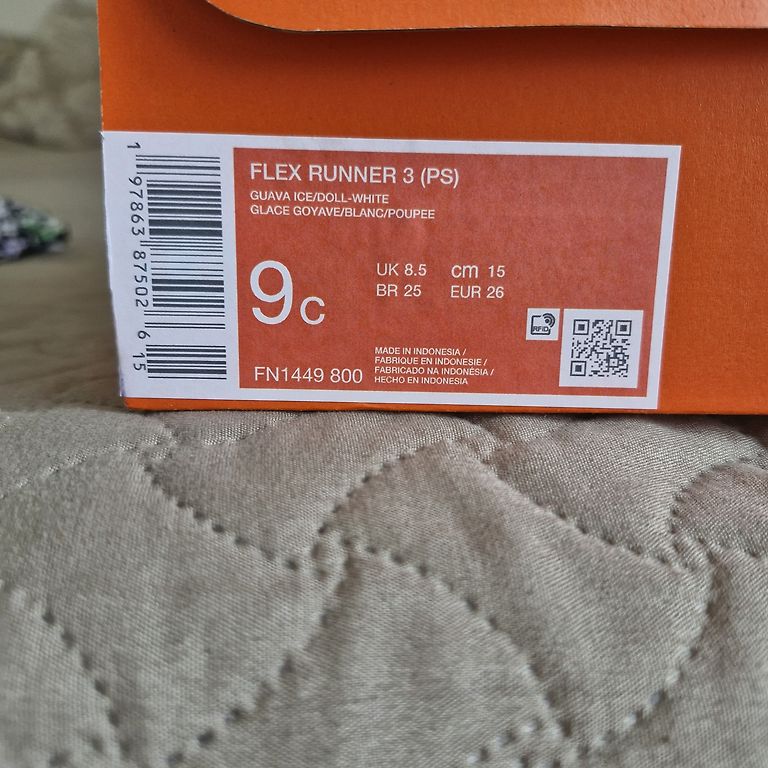 FLEX RUNNER 3 (PS)
GUAVA ICE/DOLL-WHITE
GLACE GOYAVE/BLANC/POUPEE
9C
UK 8.5 cm 15
BR 25 EUR 26
RFID
FN1449 800
MADE IN INDONESIA /
FABRIQUE EN INDONESIE /
FABRICADO NA INDONÉSIA /
HECHO EN INDONESIA
1 97863 87502 6 15